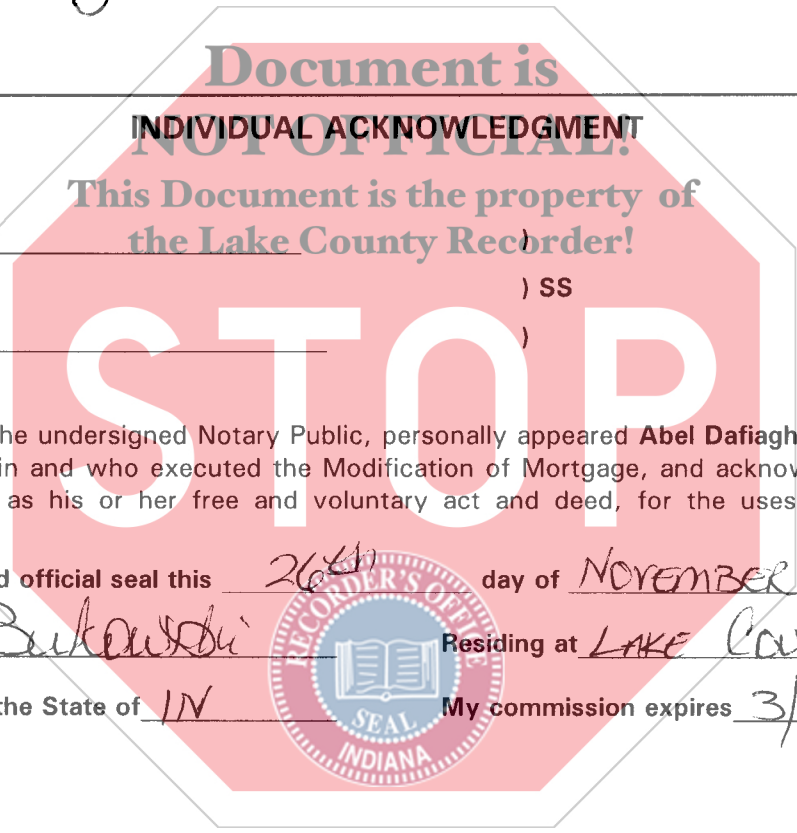 Document is
INDIVIDUAL ACKNOWLEDGMENT
NOT OFFICIAL!
This Document is the property of
the Lake County Recorder!
)
) SS
)
STOP
he undersigned Notary Public, personally appeared Abel Dafiagh
in and who executed the Modification of Mortgage, and acknow
as his or her free and voluntary act and deed, for the uses
d official seal this 26th day of NOVEMBER
Bukowski Residing at LAKE Cou
the State of IN My commission expires 3/
RECORDER'S OFFICE
SEAL
INDIANA